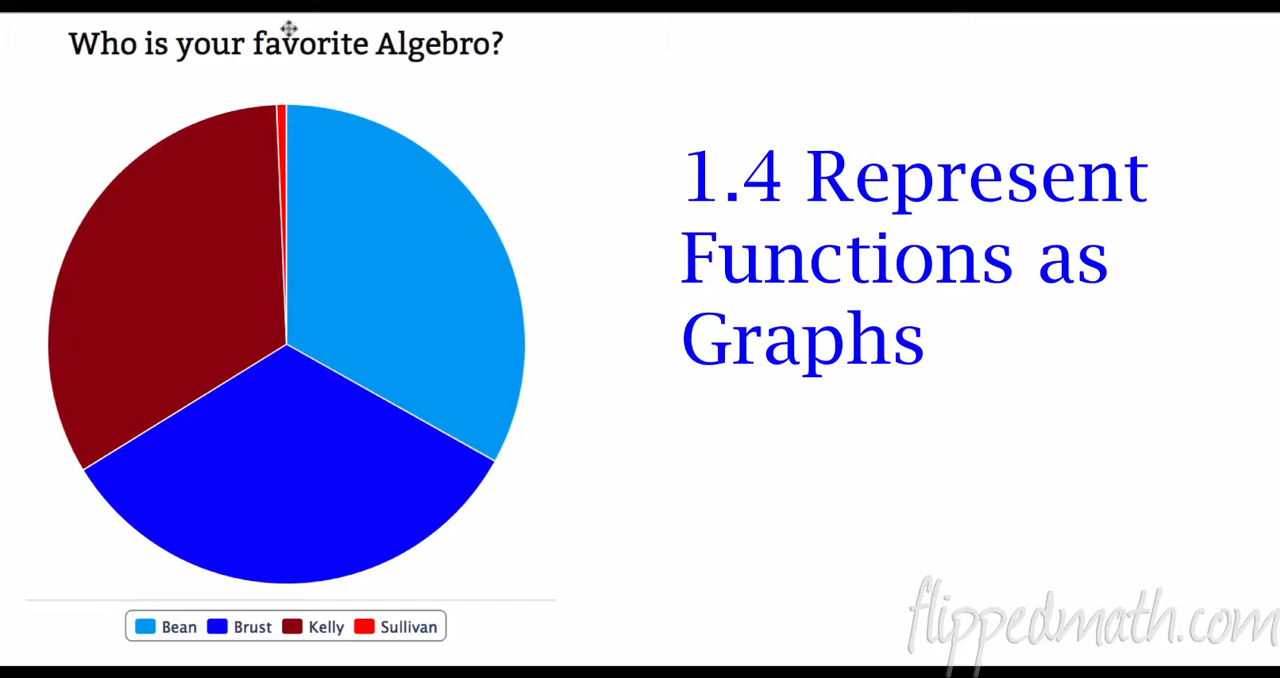 Who is your favorite Algebro?
1.4 Represent
Functions as
Graphs
Bean Brust Kelly Sullivan
flippedmath.com